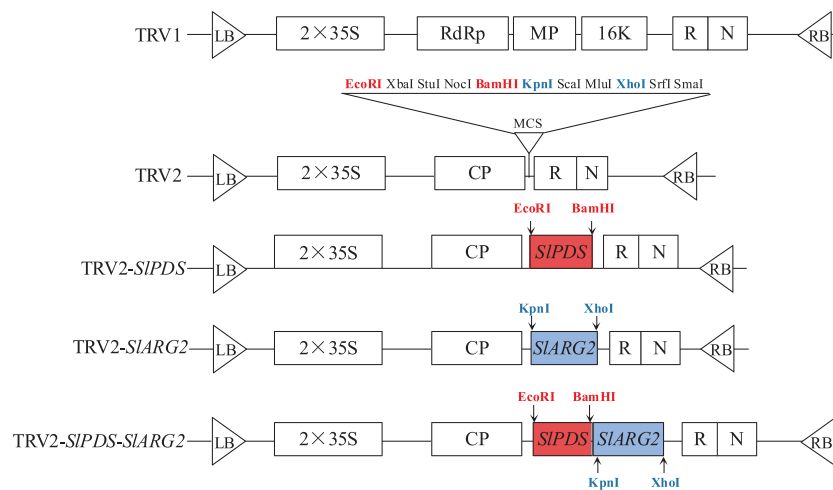 TRV1 LB 2×35S RdRp MP 16K R N RB
EcoRI XbaI StuI NocI BamHI KpnI ScaI MluI XhoI SrfI SmaI
MCS
TRV2 LB 2×35S CP R N RB
EcoRI BamHI
TRV2-SlPDS LB 2×35S CP SlPDS R N RB
KpnI XhoI
TRV2-SlARG2 LB 2×35S CP SlARG2 R N RB
EcoRI BamHI
TRV2-SlPDS-SlARG2 LB 2×35S CP SlPDS SlARG2 R N RB
KpnI XhoI